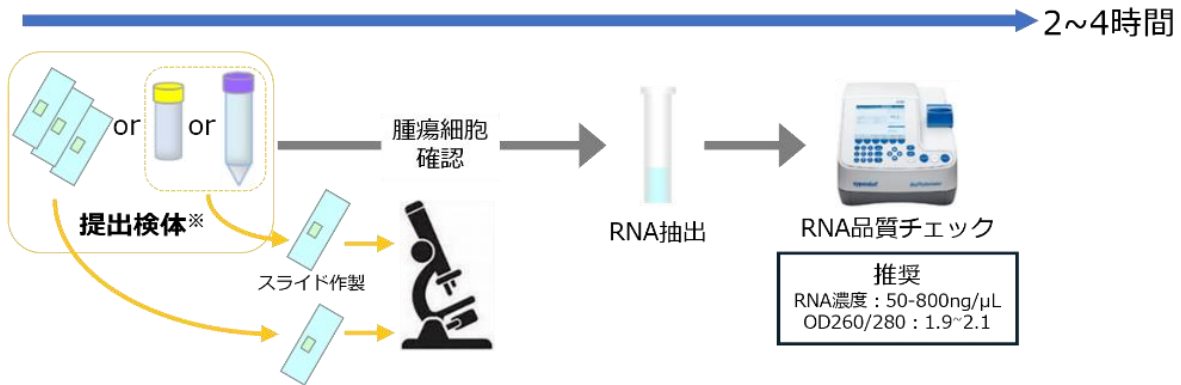 2~4時間
or
or
提出検体※
腫瘍細胞
確認
スライド作製
RNA抽出
RNA品質チェック
推奨
RNA濃度：50-800ng/μL
OD260/280：1.9~2.1
eppendorf